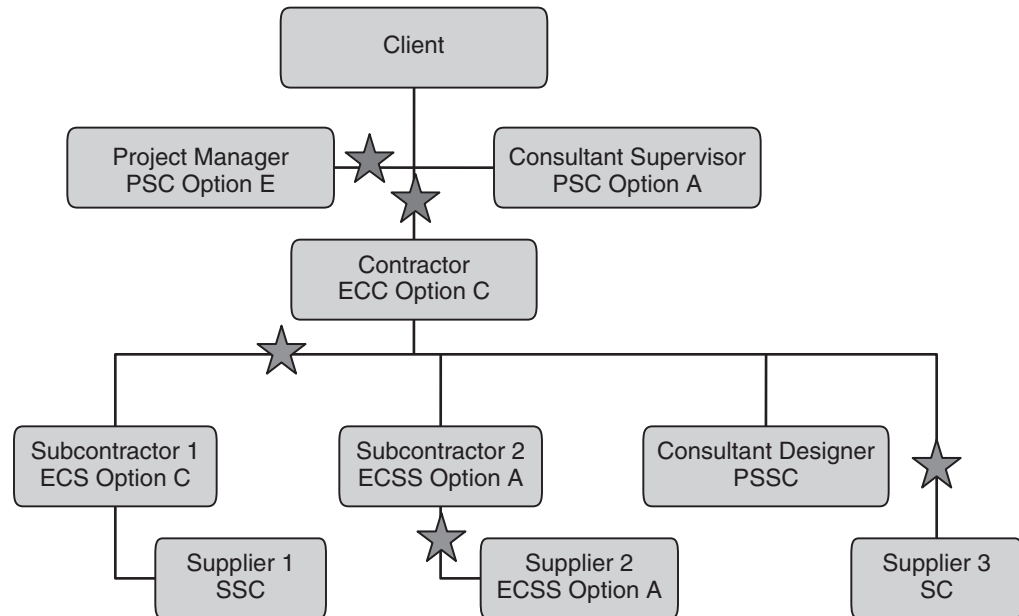 Client
Project Manager
PSC Option E
Consultant Supervisor
PSC Option A
Contractor
ECC Option C
Subcontractor 1
ECS Option C
Subcontractor 2
ECSS Option A
Consultant Designer
PSSC
Supplier 1
SSC
Supplier 2
ECSS Option A
Supplier 3
SC